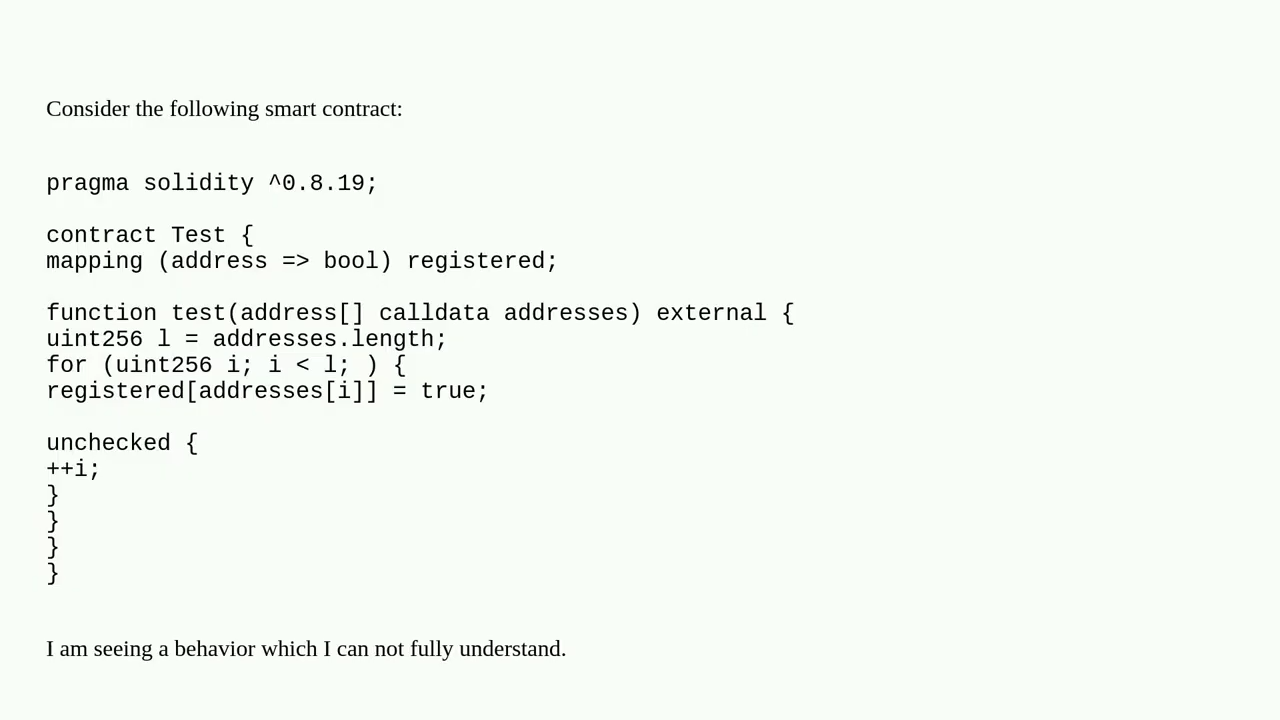 Consider the following smart contract:
pragma solidity ^0.8.19;
contract Test {
mapping (address => bool) registered;
function test(address[] calldata addresses) external {
uint256 l = addresses.length;
for (uint256 i; i < l; ) {
registered[addresses[i]] = true;
unchecked {
++i;
}
}
}
}
I am seeing a behavior which I can not fully understand.